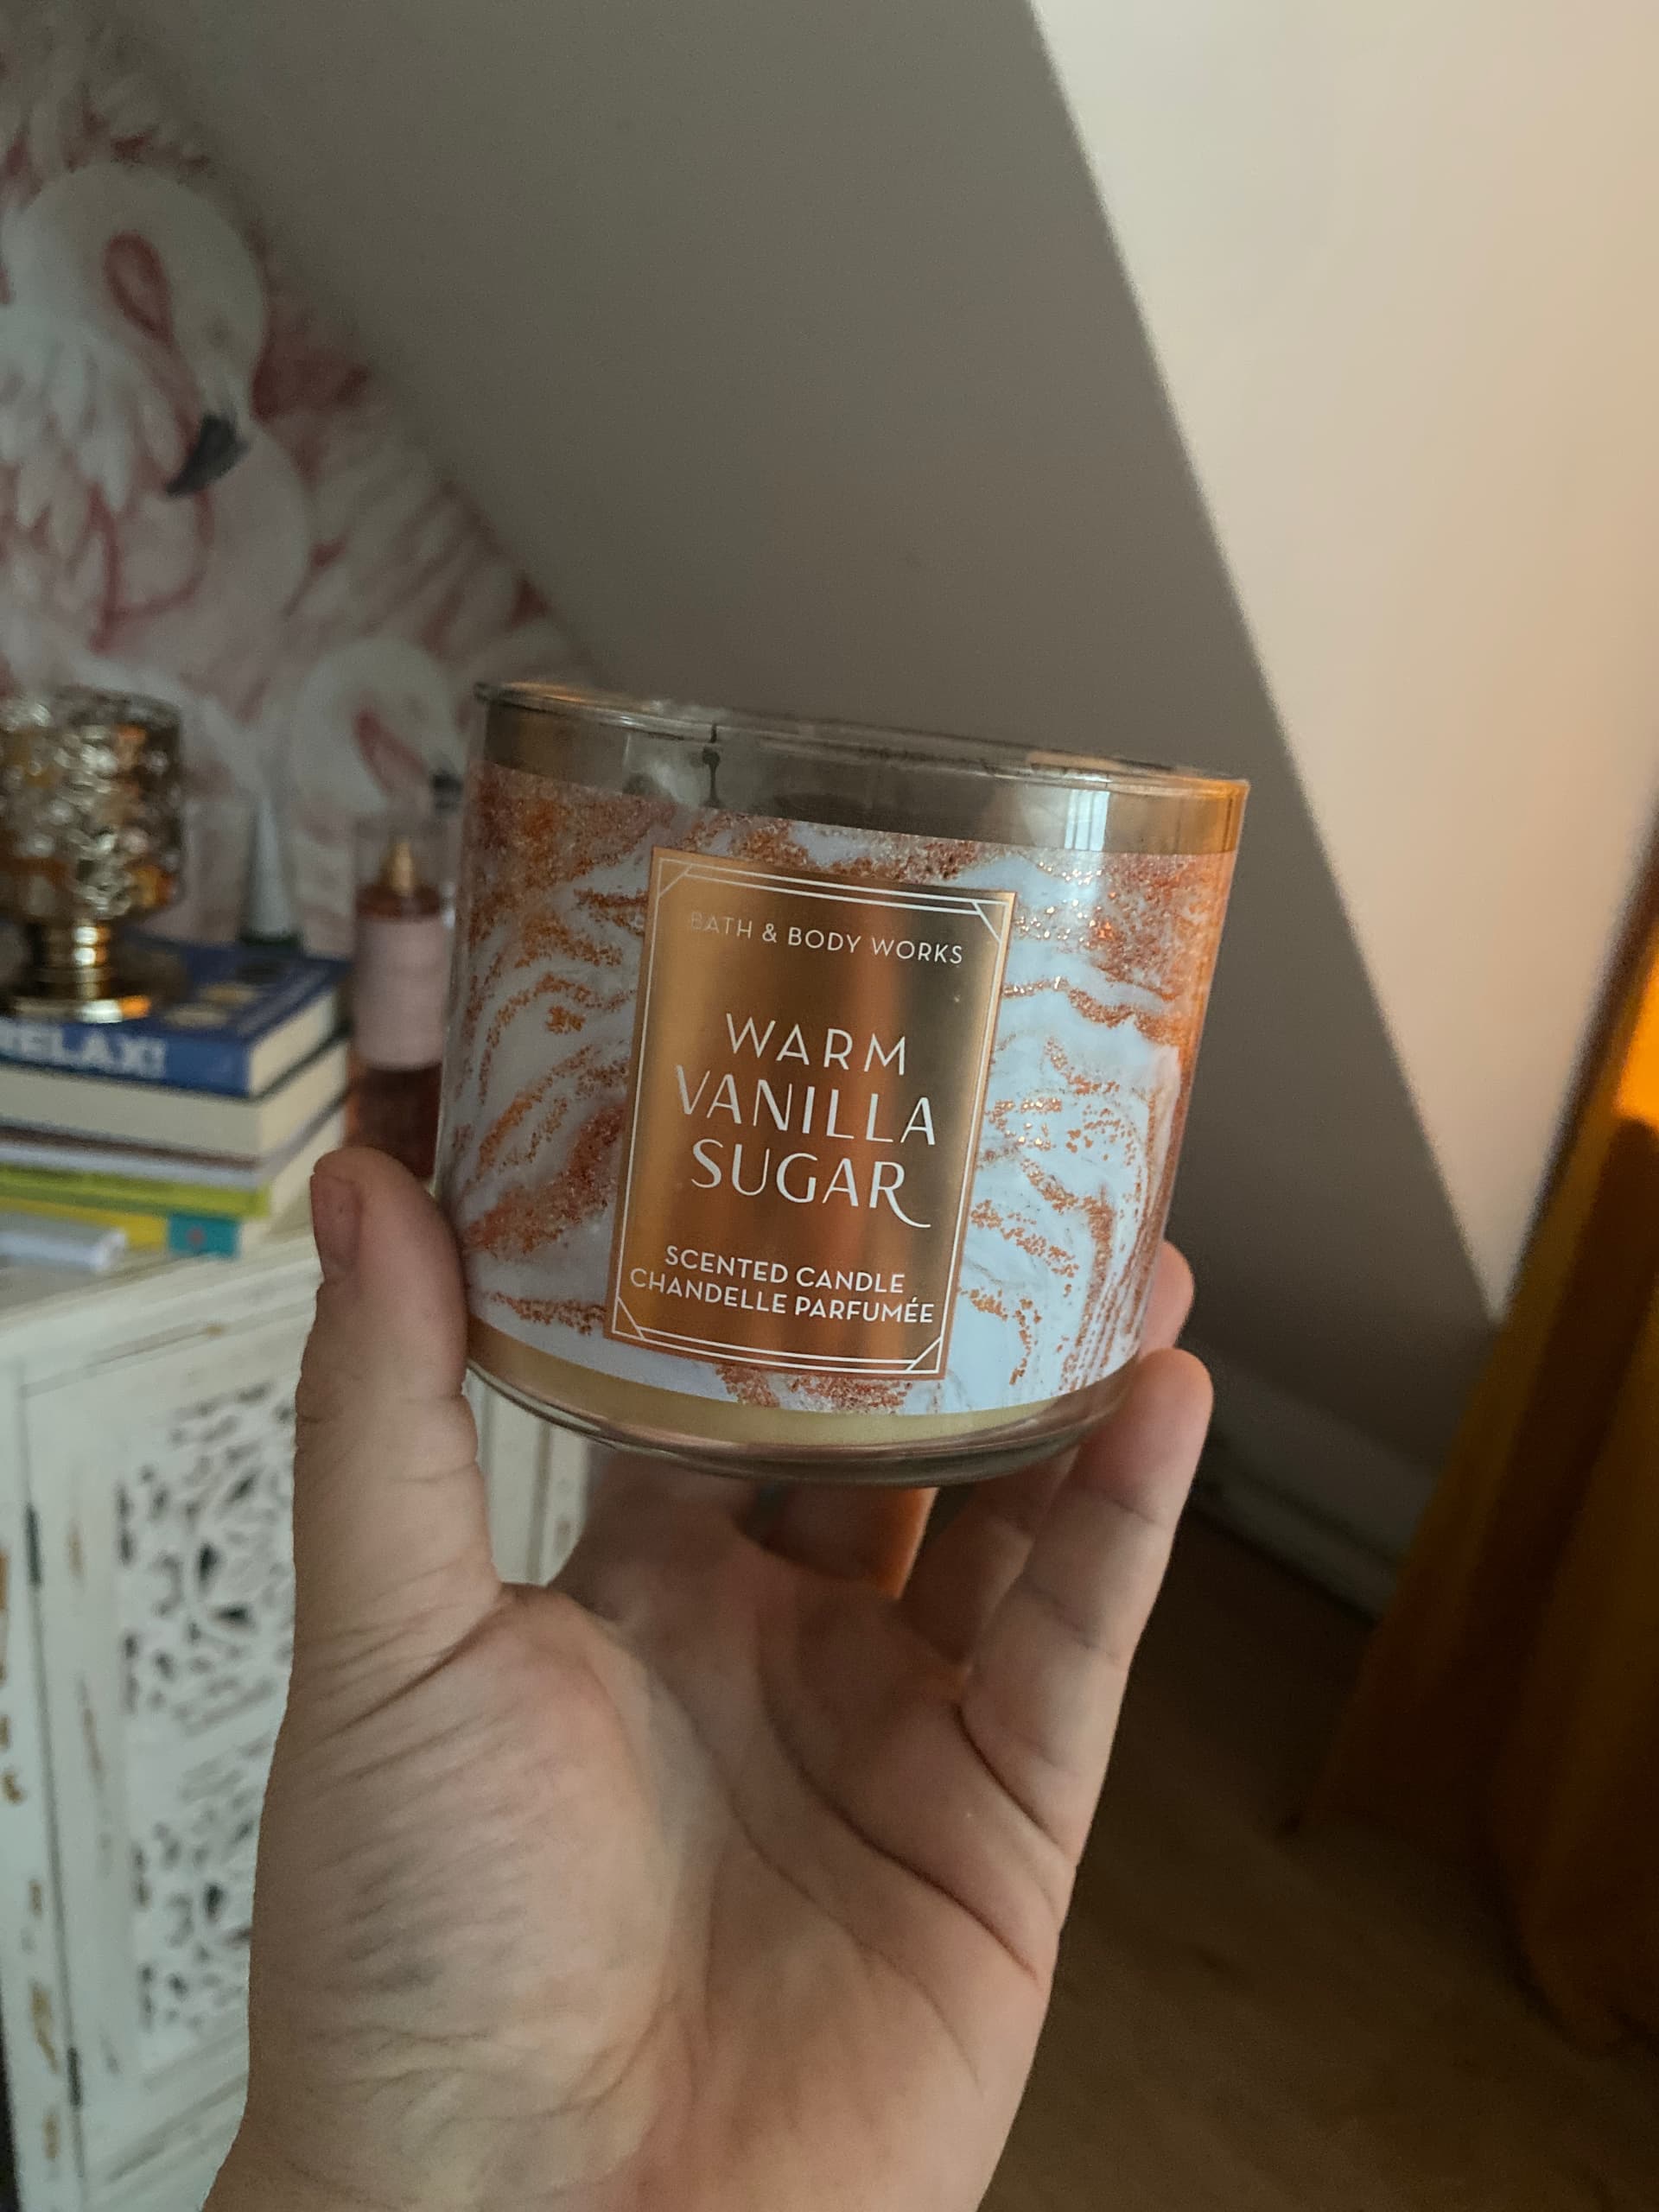 BATH & BODY WORKS
WARM
VANILLA
SUGAR
SCENTED CANDLE
CHANDELLE PARFUMÉE
RELAX!